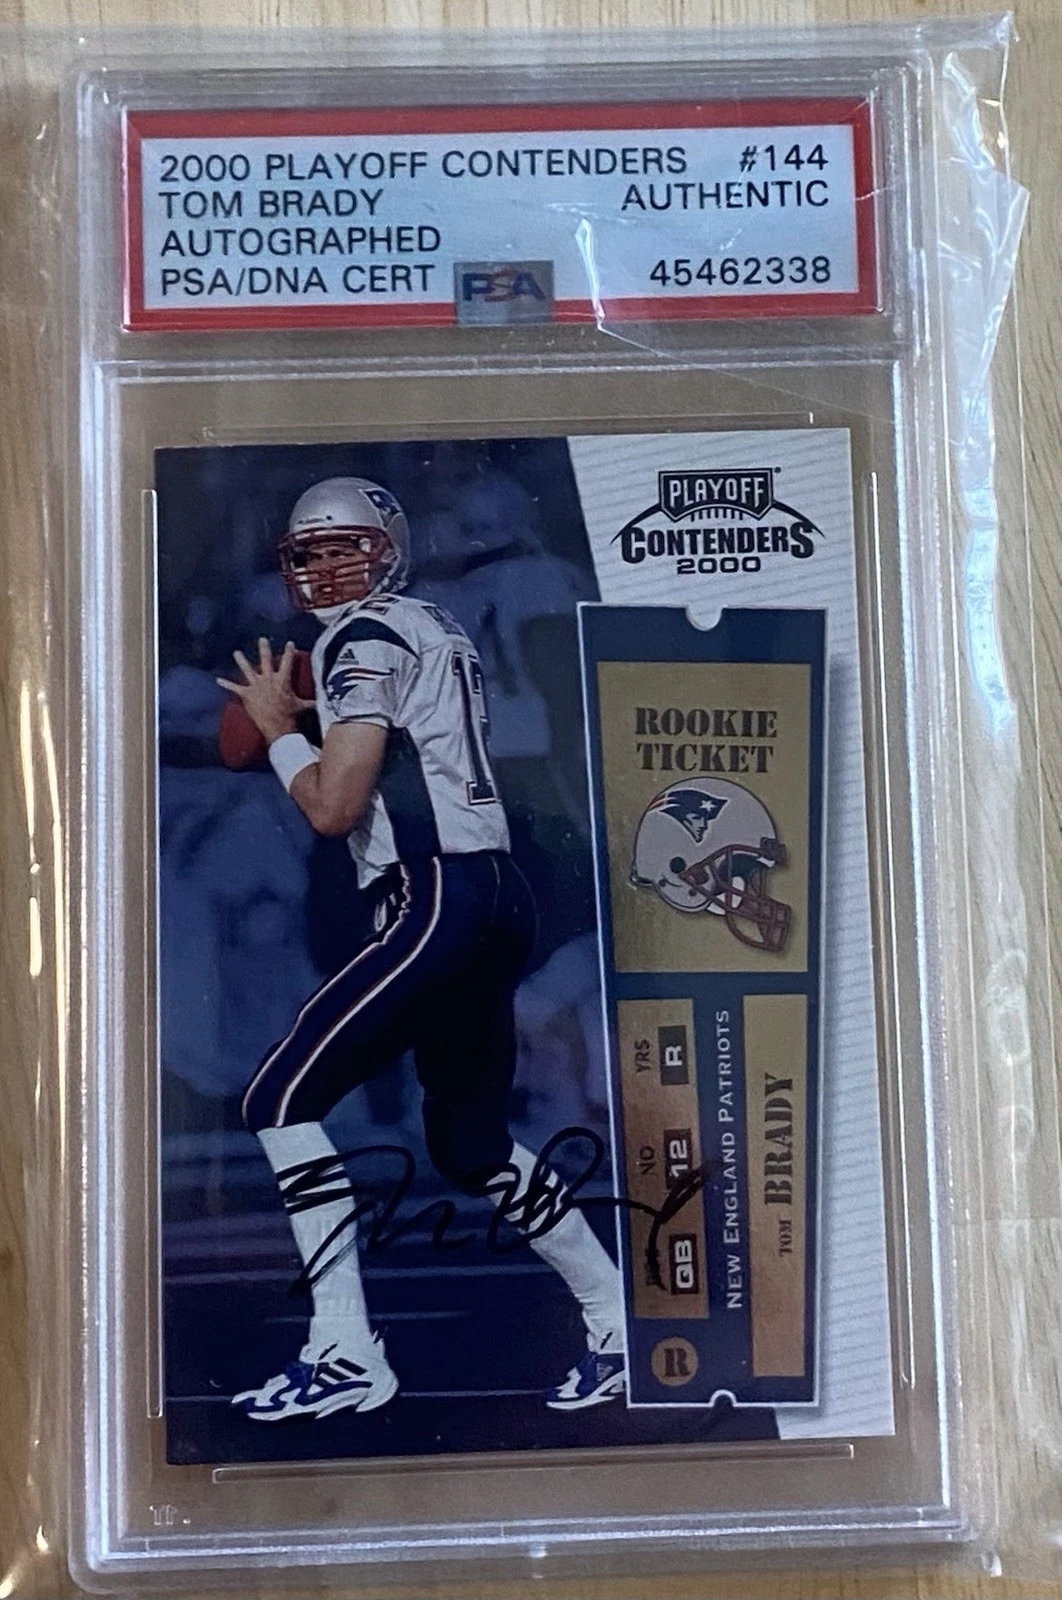 2000 PLAYOFF CONTENDERS #144
TOM BRADY AUTHENTIC
AUTOGRAPHED
PSA/DNA CERT 45462338
PSA
PLAYOFF
CONTENDERS
2000
ROOKIE
TICKET
YRS R
NO 12
QB
NEW ENGLAND PATRIOTS
TOM BRADY
R
12